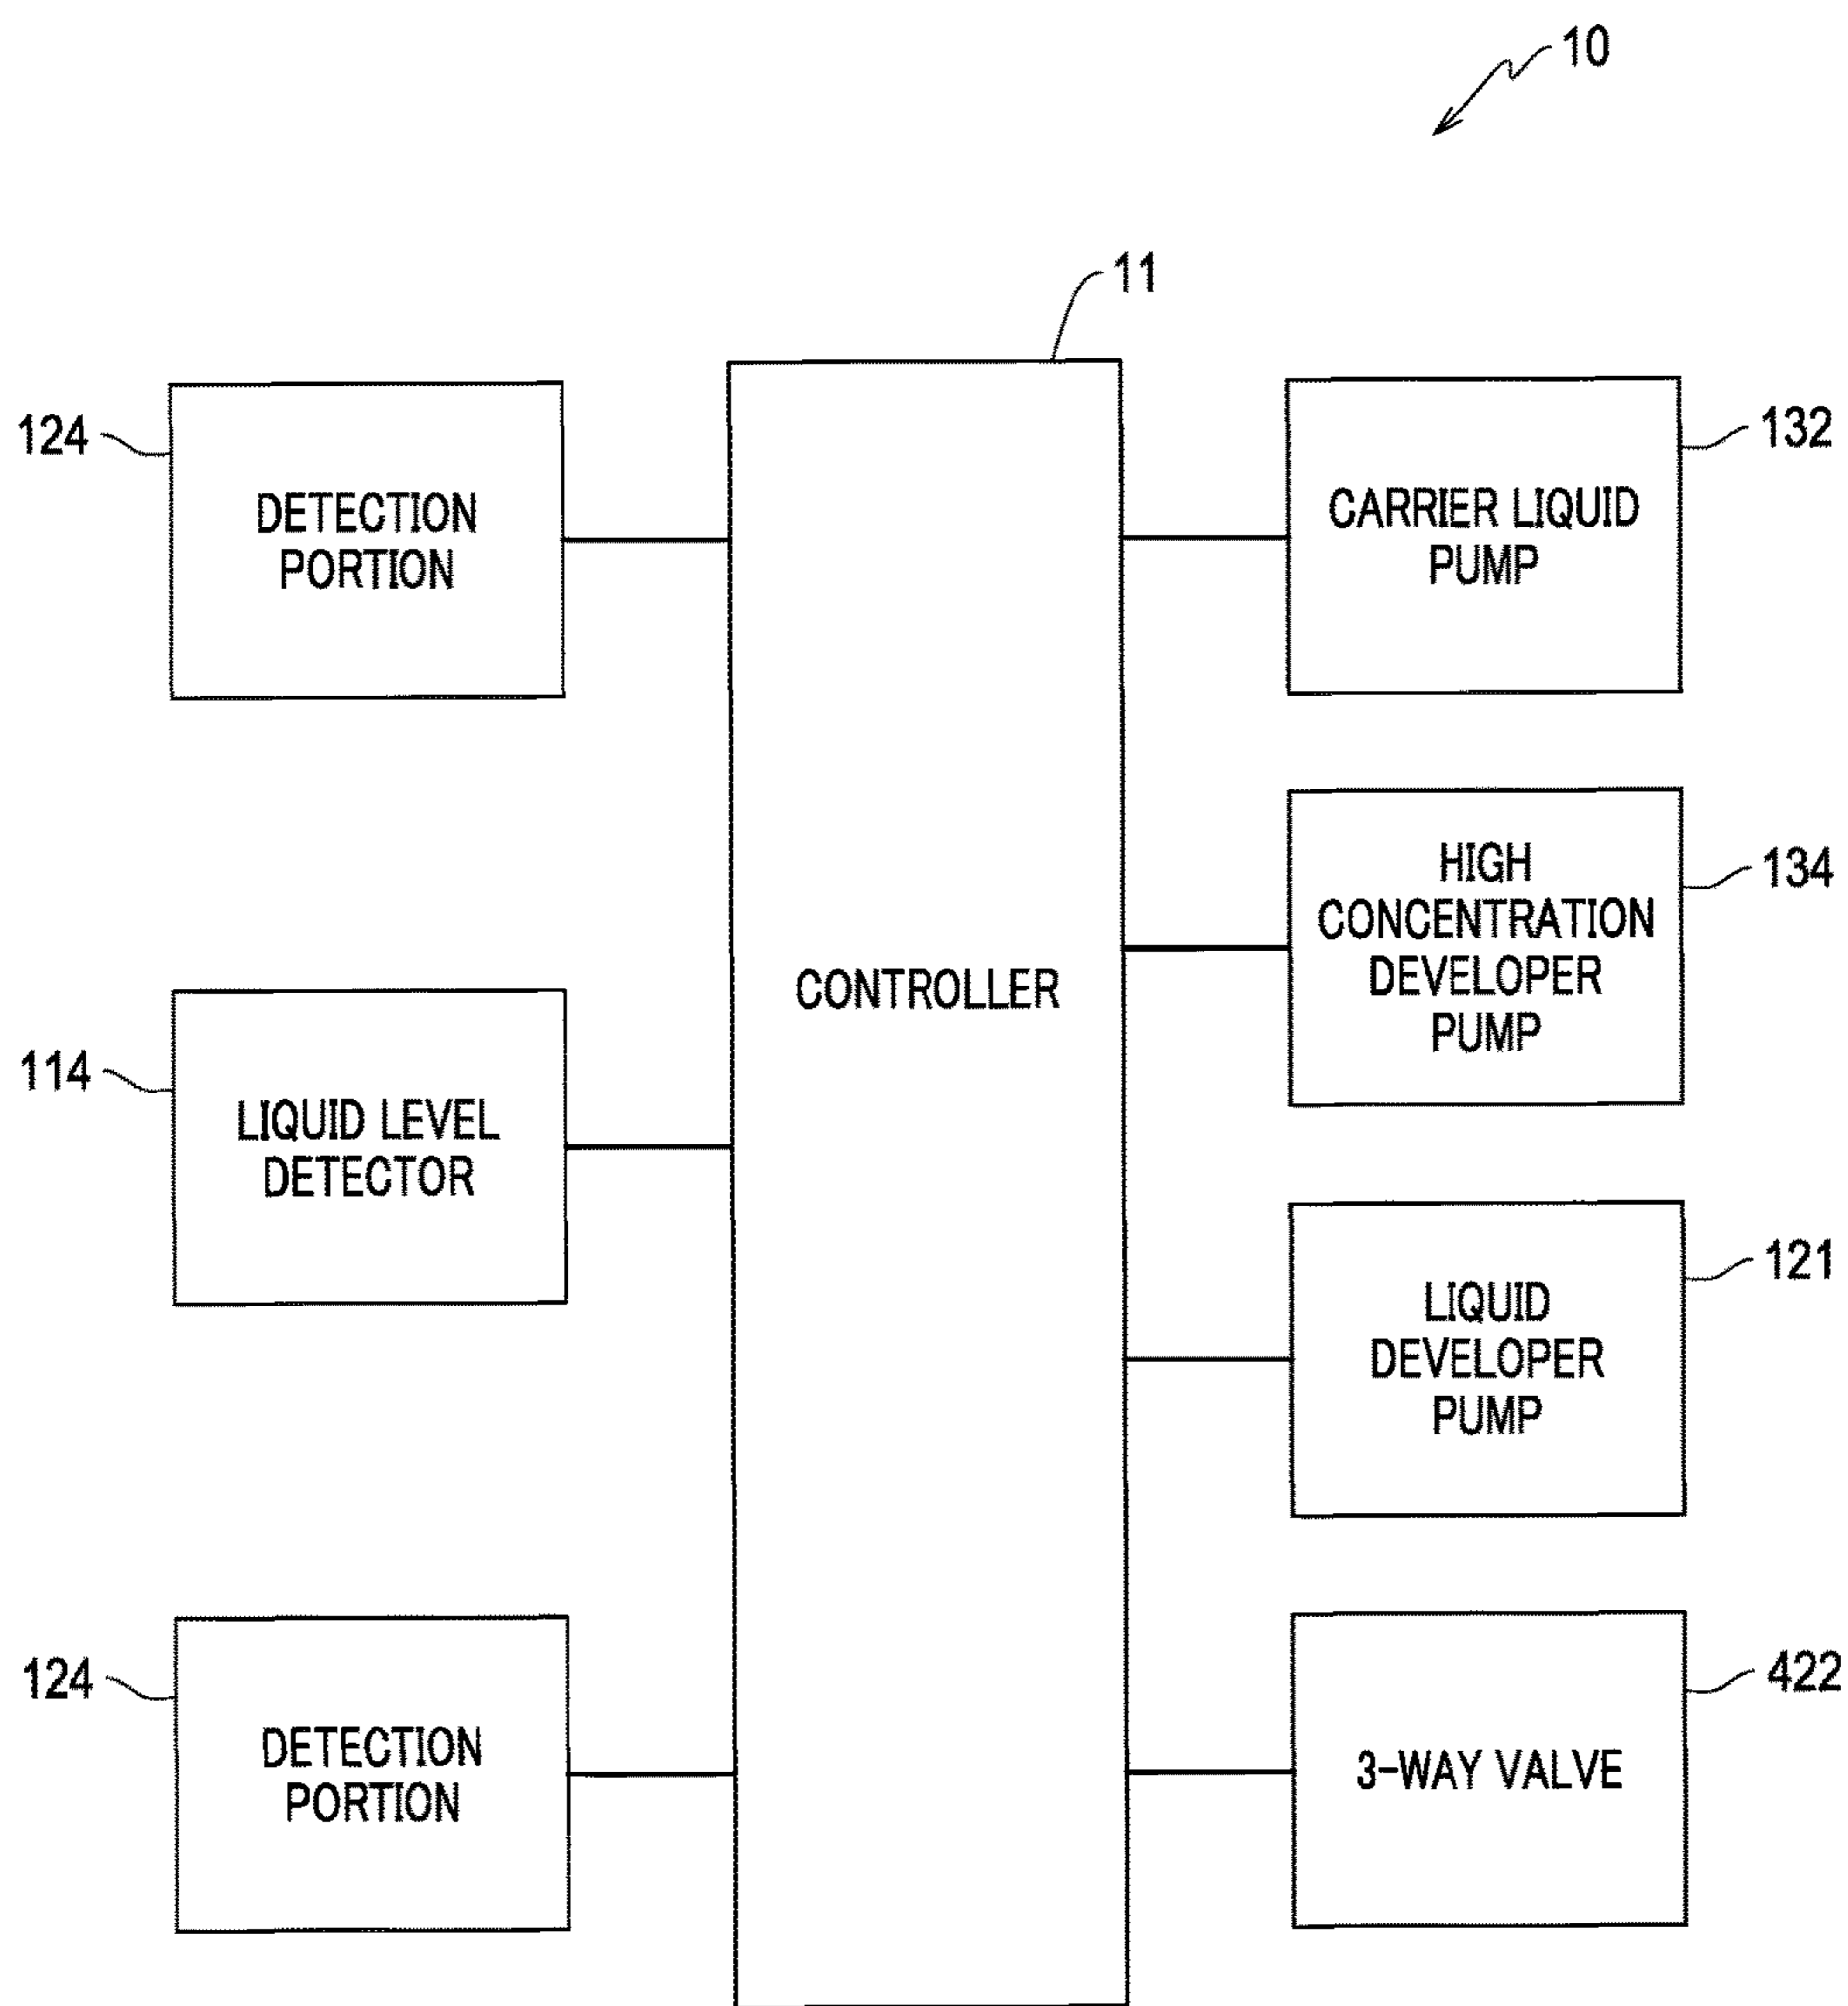 10
11
124
DETECTION
PORTION
114
LIQUID LEVEL
DETECTOR
124
DETECTION
PORTION
CONTROLLER
132
CARRIER LIQUID
PUMP
134
HIGH
CONCENTRATION
DEVELOPER
PUMP
121
LIQUID
DEVELOPER
PUMP
422
3-WAY VALVE